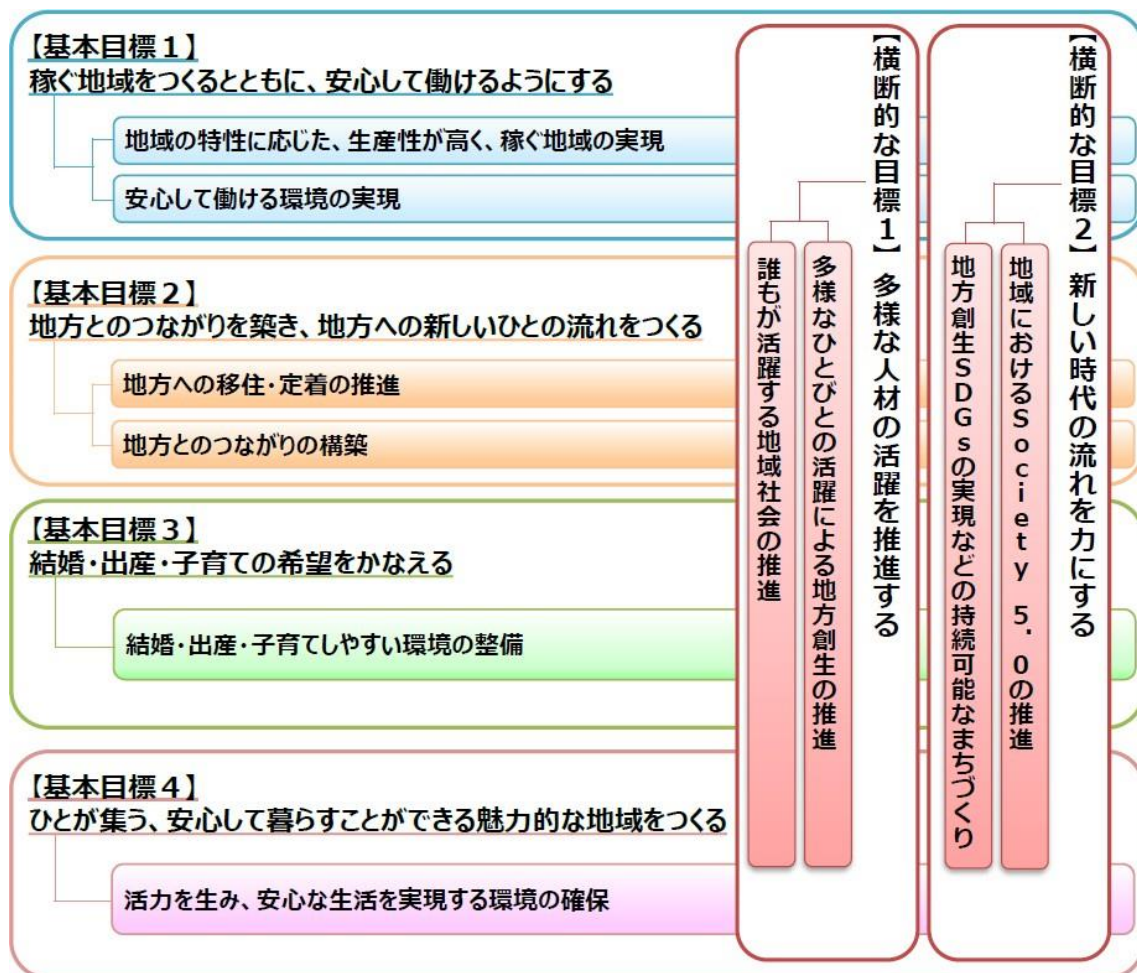 【基本目標１】
稼ぐ地域をつくるとともに、安心して働けるようにする
地域の特性に応じた、生産性が高く、稼ぐ地域の実現
安心して働ける環境の実現
【基本目標２】
地方とのつながりを築き、地方への新しいひとの流れをつくる
地方への移住・定着の推進
地方とのつながりの構築
【基本目標３】
結婚・出産・子育ての希望をかなえる
結婚・出産・子育てしやすい環境の整備
【基本目標４】
ひとが集う、安心して暮らすことができる魅力的な地域をつくる
活力を生み、安心な生活を実現する環境の確保
【横断的な目標１】多様な人材の活躍を推進する
多様なひとびとの活躍による地方創生の推進
誰もが活躍する地域社会の推進
【横断的な目標２】新しい時代の流れを力にする
地域におけるＳｏｃｉｅｔｙ　５．０の推進
地方創生ＳＤＧｓの実現などの持続可能なまちづくり